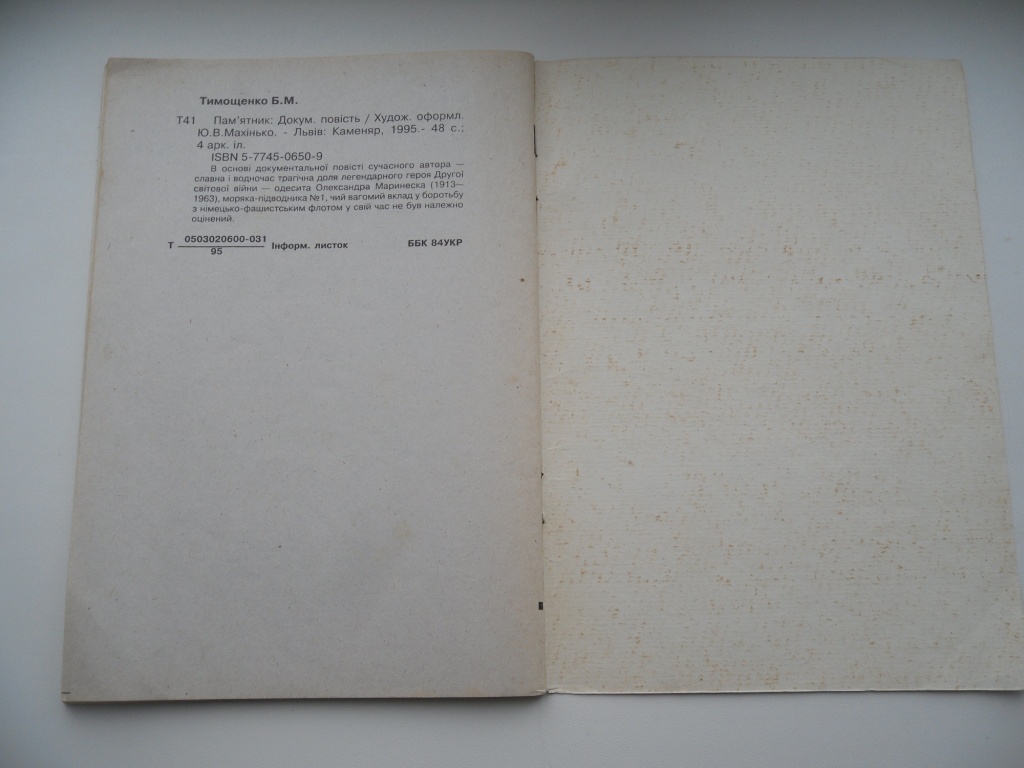 Тимощенко Б.М.
Т41 Пам'ятник: Докум. повість / Худож. оформл.
Ю.В.Махінько. - Львів: Каменяр, 1995.- 48 с.;
4 арк. іл.
ISBN 5-7745-0650-9
В основі документальної повісті сучасного автора —
славна і водночас трагічна доля легендарного героя Другої
світової війни — одесита Олександра Маринеска (1913—
1963), моряка-підводника №1, чий вагомий вклад у боротьбу
з німецько-фашистським флотом у свій час не був належно
оцінений.
Т 0503020600-031 Інформ. листок ББК 84УКР
95